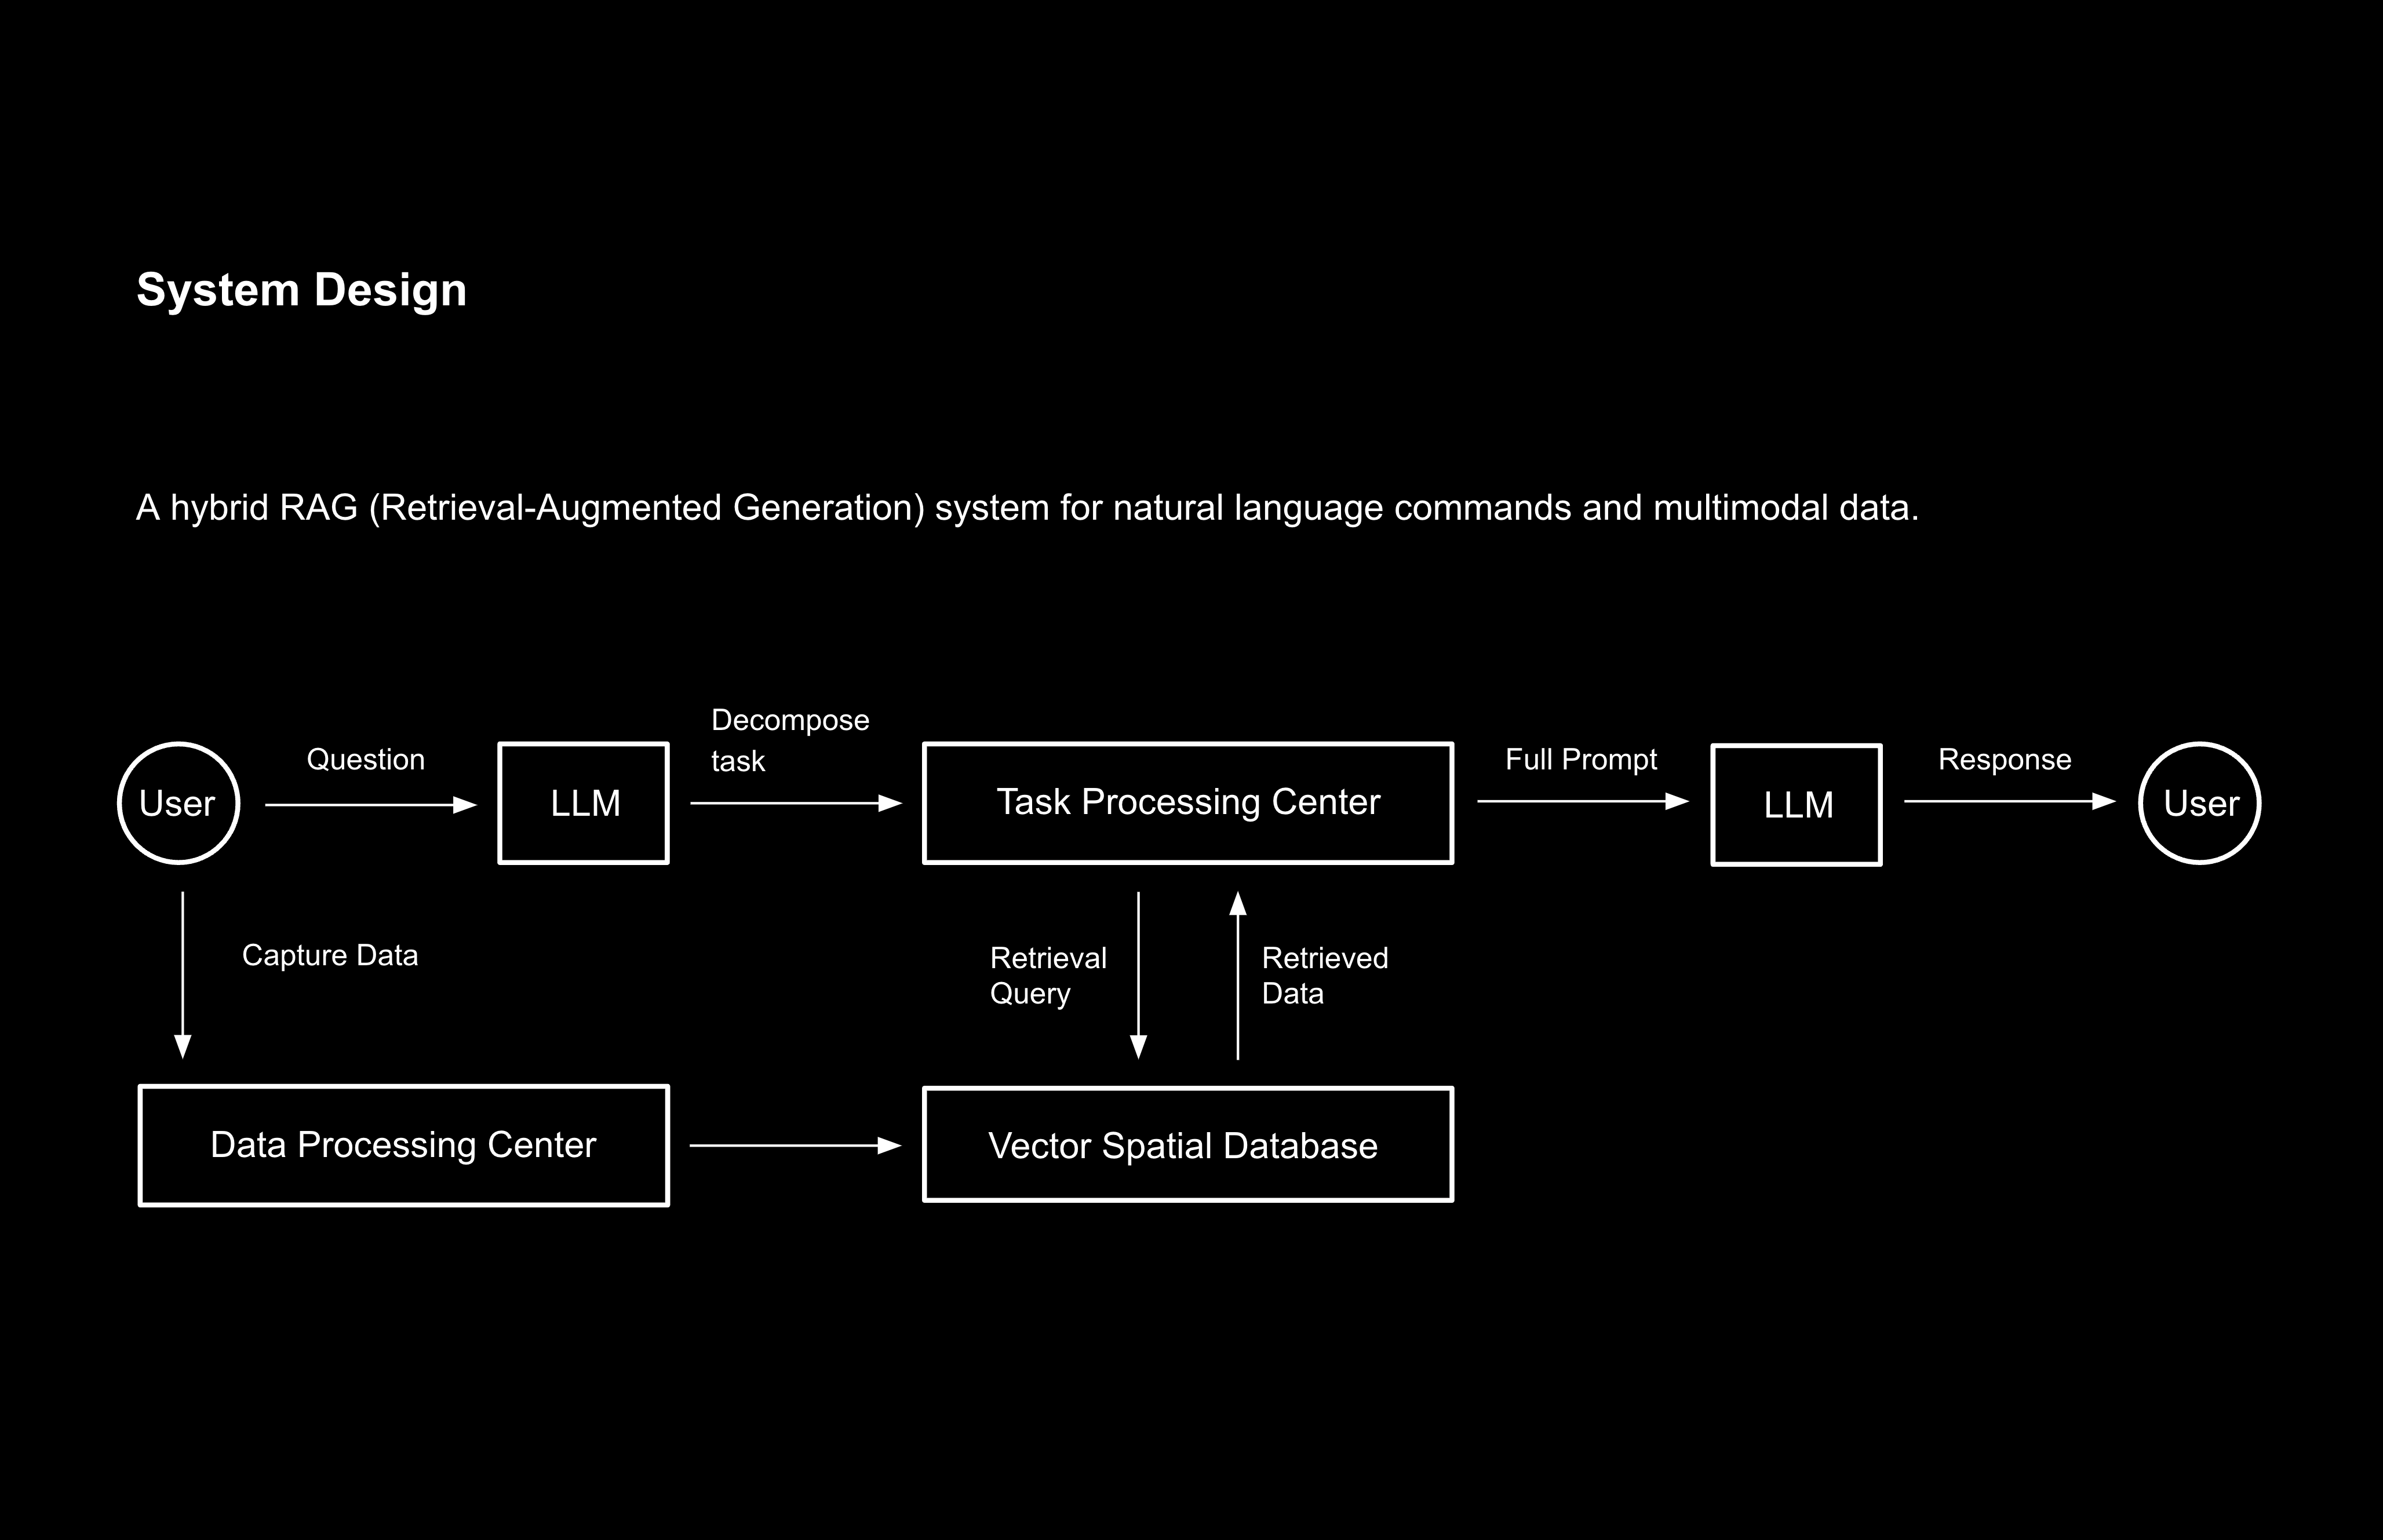 System Design
A hybrid RAG (Retrieval-Augmented Generation) system for natural language commands and multimodal data.
User
Question
LLM
Decompose
task
Task Processing Center
Full Prompt
LLM
Response
User
Capture Data
Retrieval
Query
Retrieved
Data
Data Processing Center
Vector Spatial Database